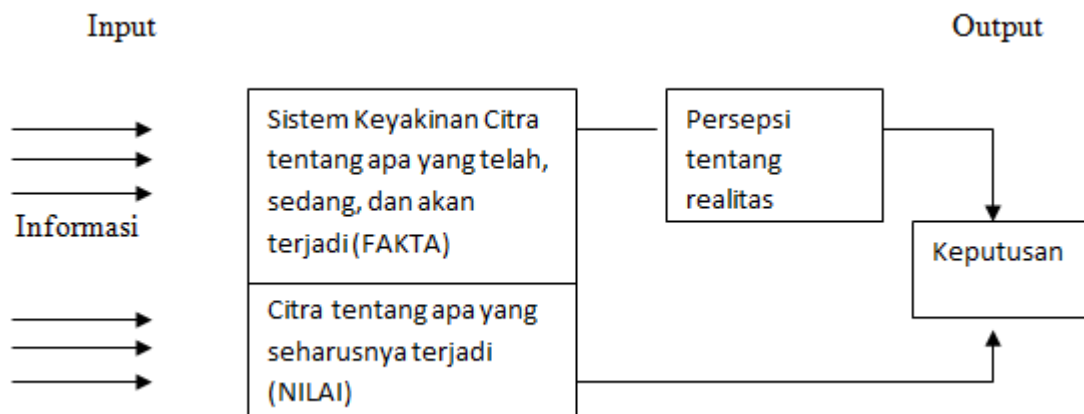 Input
Output
Sistem Keyakinan Citra
tentang apa yang telah,
sedang, dan akan
terjadi (FAKTA)
Persepsi
tentang
realitas
Informasi
Keputusan
Citra tentang apa yang
seharusnya terjadi
(NILAI)